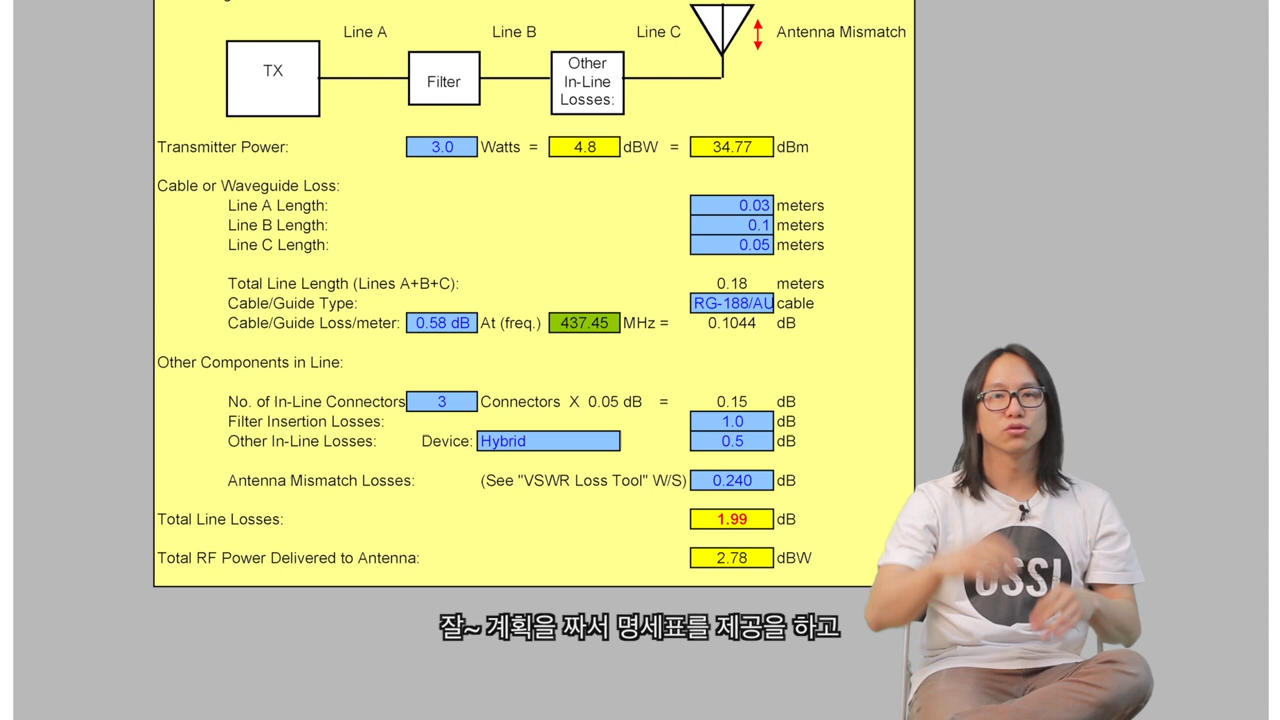 Line A Line B Line C Antenna Mismatch
TX Filter Other
In-Line
Losses:
Transmitter Power: 3.0 Watts = 4.8 dBW = 34.77 dBm
Cable or Waveguide Loss:
Line A Length: 0.03 meters
Line B Length: 0.1 meters
Line C Length: 0.05 meters
Total Line Length (Lines A+B+C): 0.18 meters
Cable/Guide Type: RG-188/AU cable
Cable/Guide Loss/meter: 0.58 dB At (freq.) 437.45 MHz = 0.1044 dB
Other Components in Line:
No. of In-Line Connectors 3 Connectors X 0.05 dB = 0.15 dB
Filter Insertion Losses: 1.0 dB
Other In-Line Losses: Device: Hybrid 0.5 dB
Antenna Mismatch Losses: (See "VSWR Loss Tool" W/S) 0.240 dB
Total Line Losses: 1.99 dB
Total RF Power Delivered to Antenna: 2.78 dBW
OSSI
잘~ 계획을 짜서 명세표를 제공을 하고